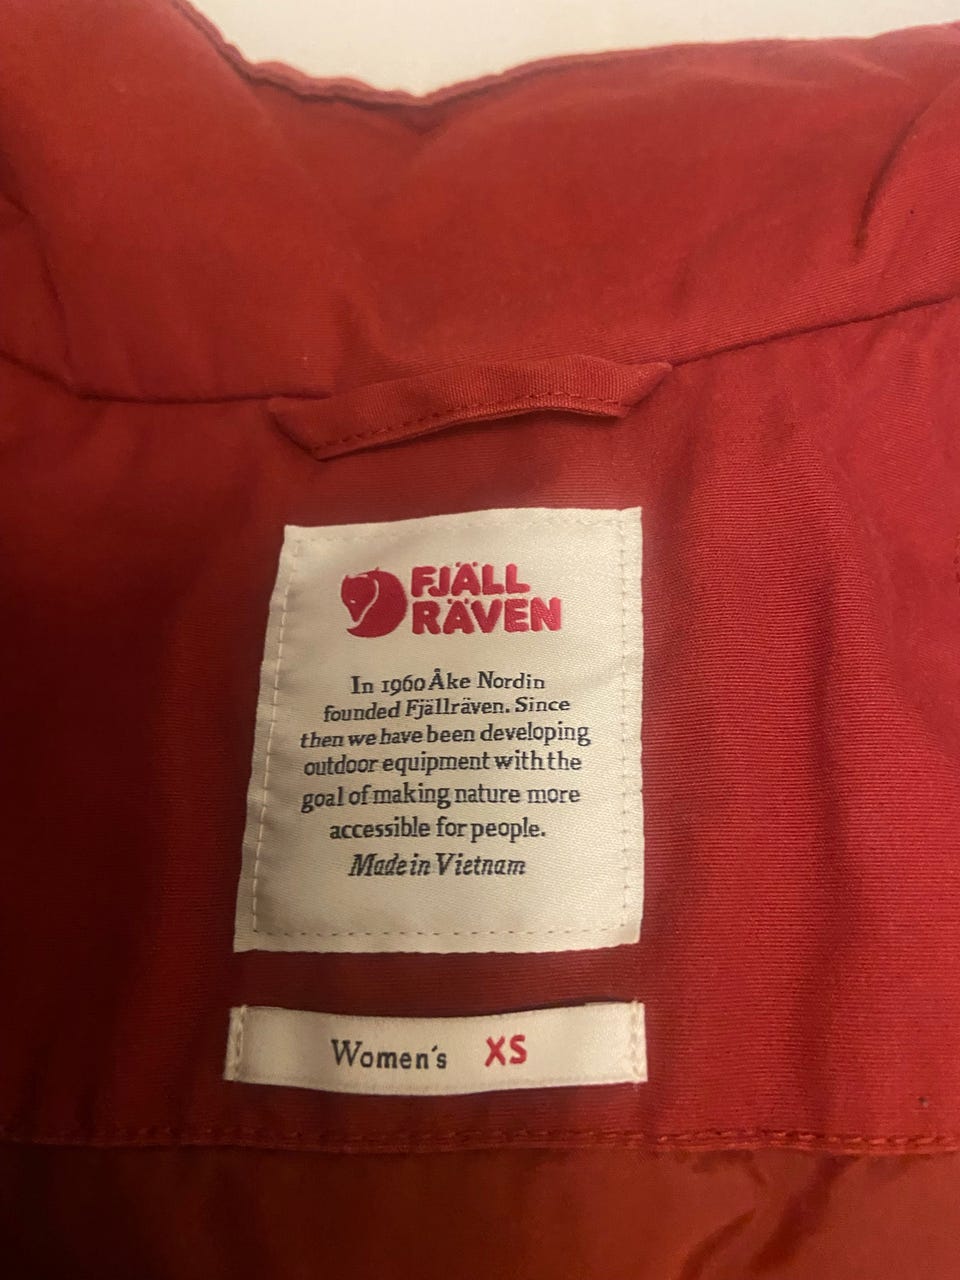 FJÄLL
RÄVEN
In 1960 Åke Nordin
founded Fjällräven. Since
then we have been developing
outdoor equipment with the
goal of making nature more
accessible for people.
Made in Vietnam
Women's XS